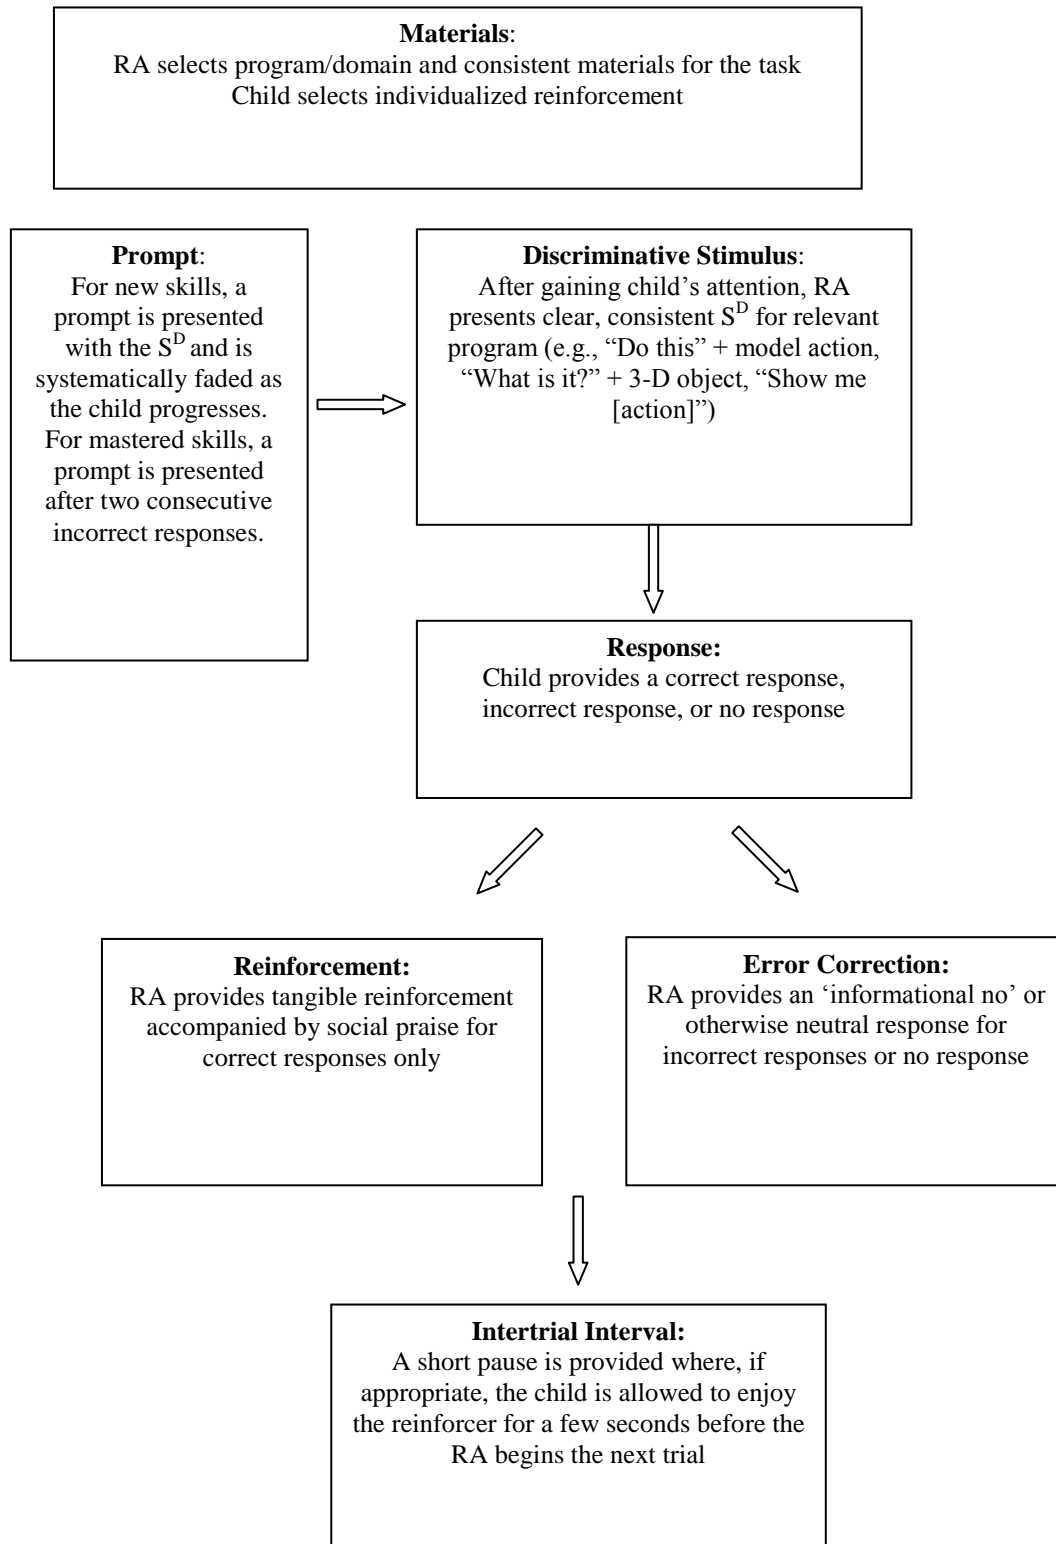 Materials:
RA selects program/domain and consistent materials for the task
Child selects individualized reinforcement
Prompt:
For new skills, a
prompt is presented
with the S^D and is
systematically faded as
the child progresses.
For mastered skills, a
prompt is presented
after two consecutive
incorrect responses.
Discriminative Stimulus:
After gaining child’s attention, RA
presents clear, consistent S^D for relevant
program (e.g., “Do this” + model action,
“What is it?” + 3-D object, “Show me
[action]”)
Response:
Child provides a correct response,
incorrect response, or no response
Reinforcement:
RA provides tangible reinforcement
accompanied by social praise for
correct responses only
Error Correction:
RA provides an ‘informational no’ or
otherwise neutral response for
incorrect responses or no response
Intertrial Interval:
A short pause is provided where, if
appropriate, the child is allowed to enjoy
the reinforcer for a few seconds before the
RA begins the next trial